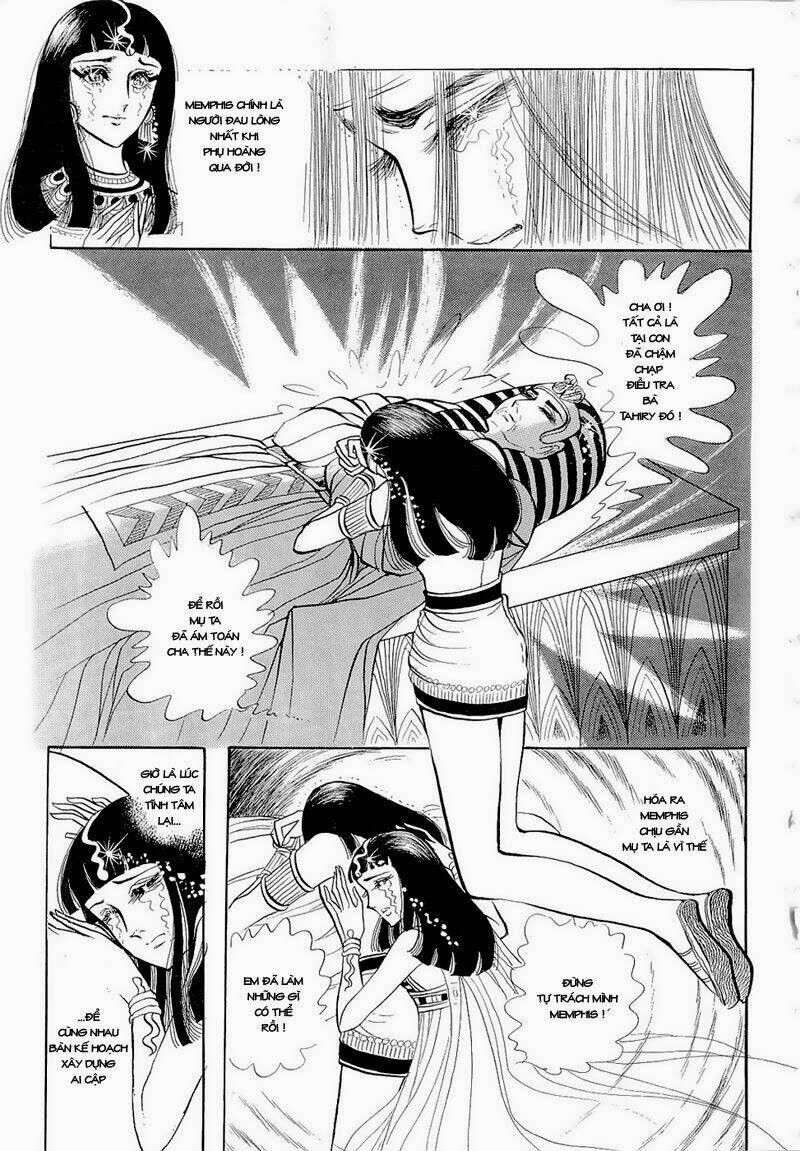 MEMPHIS CHÍNH LÀ
NGƯỜI ĐAU LÒNG
NHẤT KHI
PHỤ HOÀNG
QUA ĐỜI !
CHA ƠI !
TẤT CẢ LÀ
TẠI CON
ĐÃ CHẬM
CHẠP
ĐIỀU TRA
BÀ
TAHIRY ĐÓ !
ĐỂ RỒI
MỤ TA
ĐÃ ÁM TOÁN
CHA THẾ NÀY !
GIỜ LÀ LÚC
CHÚNG TA
TĨNH TÂM
LẠI...
...ĐỂ
CÙNG NHAU
BÀN KẾ HOẠCH
XÂY DỰNG
AI CẬP
HÓA RA
MEMPHIS
CHỊU GẦN
MỤ TA LÀ VÌ THẾ
EM ĐÃ LÀM
NHỮNG GÌ
CÓ THỂ
RỒI !
ĐỪNG
TỰ TRÁCH MÌNH
MEMPHIS !